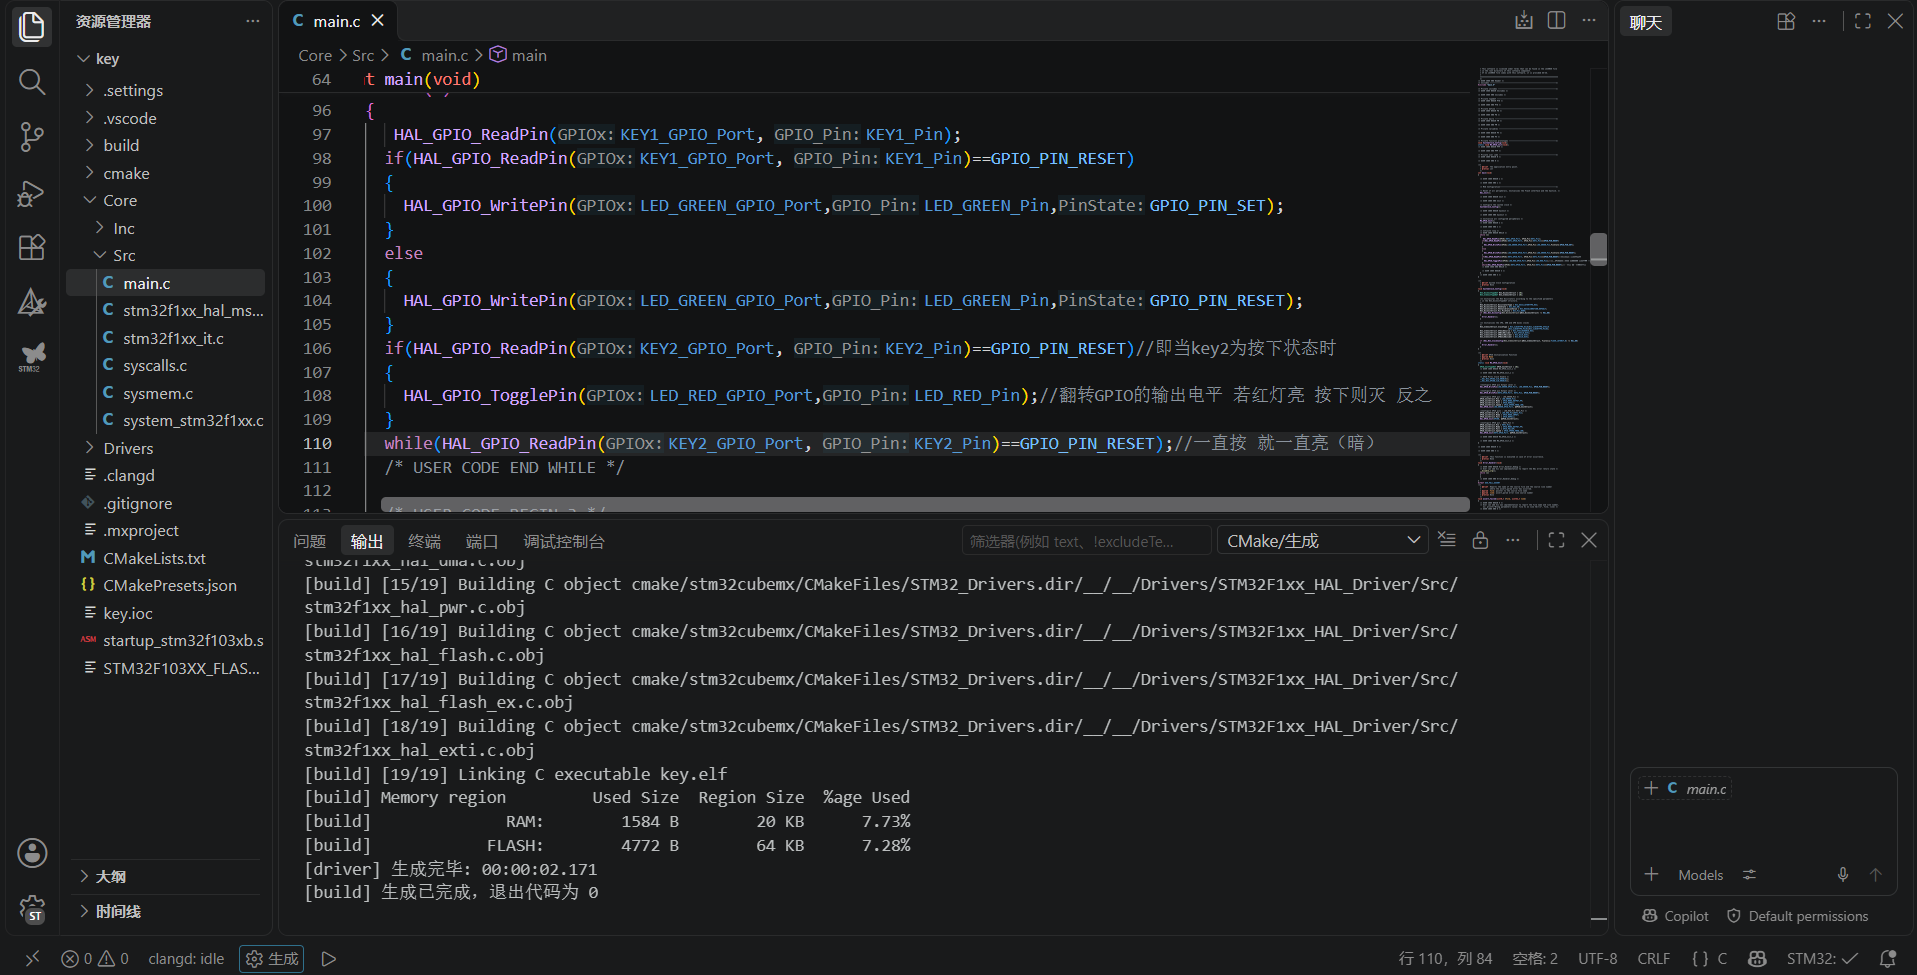 资源管理器
key
.settings
.vscode
build
cmake
Core
Inc
Src
main.c
stm32f1xx_hal_ms...
stm32f1xx_it.c
syscalls.c
sysmem.c
system_stm32f1xx.c
Drivers
.clangd
.gitignore
.mxproject
CMakeLists.txt
CMakePresets.json
key.ioc
startup_stm32f103xb.s
STM32F103XX_FLAS...
大纲
时间线
STM32
ST
main.c
Core > Src > C main.c > main
64 t main(void)
96 {
97 HAL_GPIO_ReadPin(GPIOx: KEY1_GPIO_Port, GPIO_Pin: KEY1_Pin);
98 if(HAL_GPIO_ReadPin(GPIOx: KEY1_GPIO_Port, GPIO_Pin: KEY1_Pin)==GPIO_PIN_RESET)
99 {
100 HAL_GPIO_WritePin(GPIOx: LED_GREEN_GPIO_Port,GPIO_Pin: LED_GREEN_Pin,PinState: GPIO_PIN_SET);
101 }
102 else
103 {
104 HAL_GPIO_WritePin(GPIOx: LED_GREEN_GPIO_Port,GPIO_Pin: LED_GREEN_Pin,PinState: GPIO_PIN_RESET);
105 }
106 if(HAL_GPIO_ReadPin(GPIOx: KEY2_GPIO_Port, GPIO_Pin: KEY2_Pin)==GPIO_PIN_RESET)//即当key2为按下状态时
107 {
108 HAL_GPIO_TogglePin(GPIOx: LED_RED_GPIO_Port,GPIO_Pin: LED_RED_Pin);//翻转GPIO的输出电平 若红灯亮 按下则灭 反之
109 }
110 while(HAL_GPIO_ReadPin(GPIOx: KEY2_GPIO_Port, GPIO_Pin: KEY2_Pin)==GPIO_PIN_RESET);//一直按 就一直亮（暗）
111 /* USER CODE END WHILE */
112
113 /* USER CODE BEGIN 3 */
问题 输出 终端 端口 调试控制台
筛选器(例如 text、!excludeTe...
CMake/生成
stm32f1xx_hal_dma.c.obj
[build] [15/19] Building C object cmake/stm32cubemx/CMakeFiles/STM32_Drivers.dir/__/__/Drivers/STM32F1xx_HAL_Driver/Src/
stm32f1xx_hal_pwr.c.obj
[build] [16/19] Building C object cmake/stm32cubemx/CMakeFiles/STM32_Drivers.dir/__/__/Drivers/STM32F1xx_HAL_Driver/Src/
stm32f1xx_hal_flash.c.obj
[build] [17/19] Building C object cmake/stm32cubemx/CMakeFiles/STM32_Drivers.dir/__/__/Drivers/STM32F1xx_HAL_Driver/Src/
stm32f1xx_hal_flash_ex.c.obj
[build] [18/19] Building C object cmake/stm32cubemx/CMakeFiles/STM32_Drivers.dir/__/__/Drivers/STM32F1xx_HAL_Driver/Src/
stm32f1xx_hal_exti.c.obj
[build] [19/19] Linking C executable key.elf
[build] Memory region Used Size Region Size %age Used
[build] RAM: 1584 B 20 KB 7.73%
[build] FLASH: 4772 B 64 KB 7.28%
[driver] 生成完毕: 00:00:02.171
[build] 生成已完成，退出代码为 0
聊天
C main.c
Models
Copilot Default permissions
0 0 clangd: idle 生成
行 110，列 84 空格: 2 UTF-8 CRLF {} C STM32: